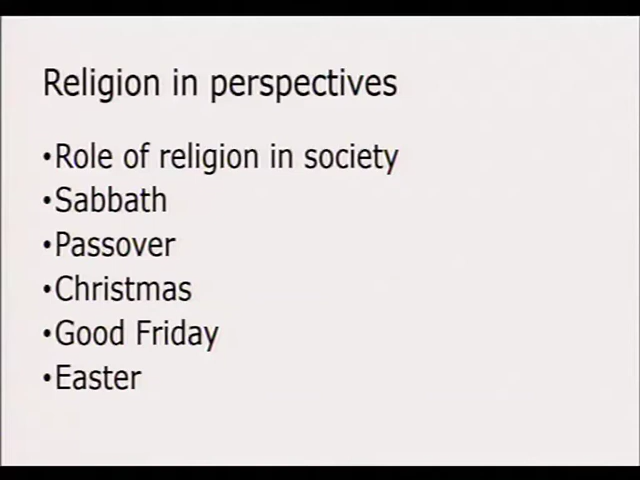 Religion in perspectives
•Role of religion in society
•Sabbath
•Passover
•Christmas
•Good Friday
•Easter